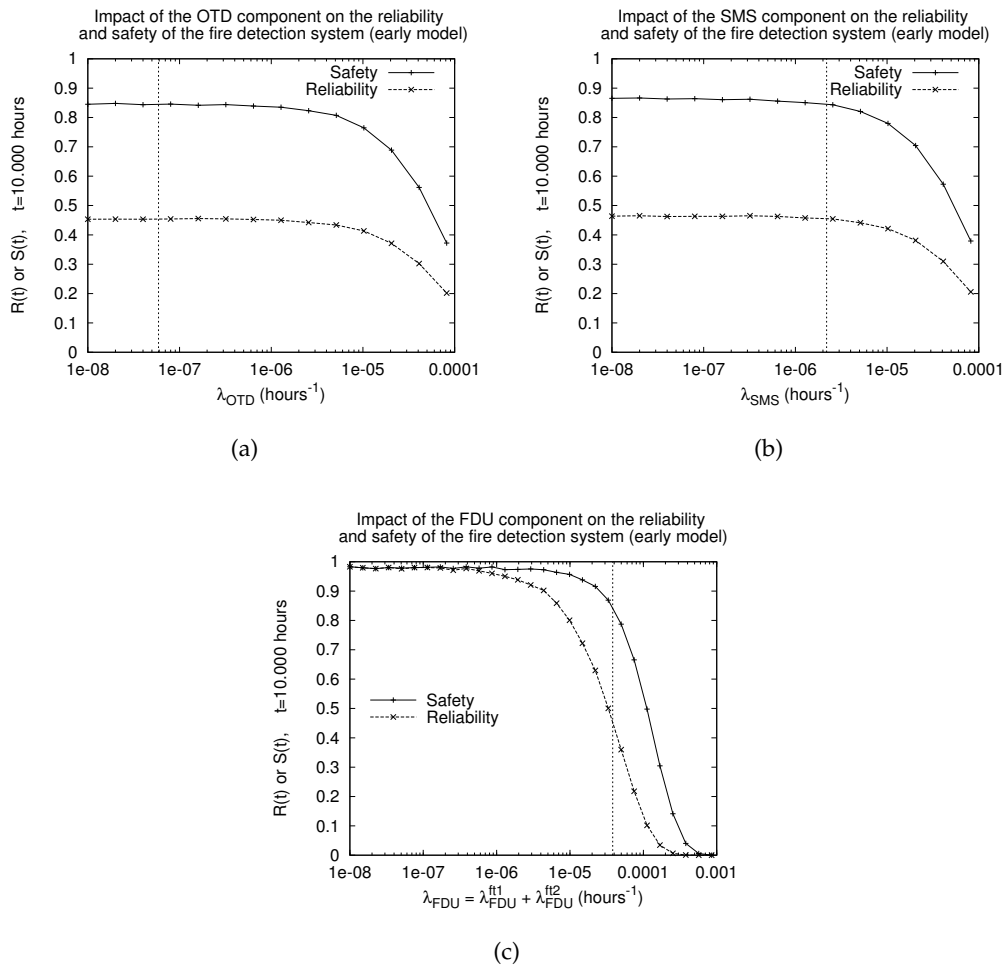 Impact of the OTD component on the reliability
and safety of the fire detection system (early model)
Safety
Reliability
1
0.9
0.8
0.7
0.6
0.5
0.4
0.3
0.2
0.1
0
R(t) or S(t), t=10.000 hours
1e-08 1e-07 1e-06 1e-05 0.0001
λOTD (hours-1)
(a)
Impact of the SMS component on the reliability
and safety of the fire detection system (early model)
Safety
Reliability
1
0.9
0.8
0.7
0.6
0.5
0.4
0.3
0.2
0.1
0
R(t) or S(t), t=10.000 hours
1e-08 1e-07 1e-06 1e-05 0.0001
λSMS (hours-1)
(b)
Impact of the FDU component on the reliability
and safety of the fire detection system (early model)
1
0.9
0.8
0.7
0.6
0.5
0.4
0.3
0.2
0.1
0
R(t) or S(t), t=10.000 hours
Safety
Reliability
1e-08 1e-07 1e-06 1e-05 0.0001 0.001
λFDU = λft1FDU + λft2FDU (hours-1)
(c)